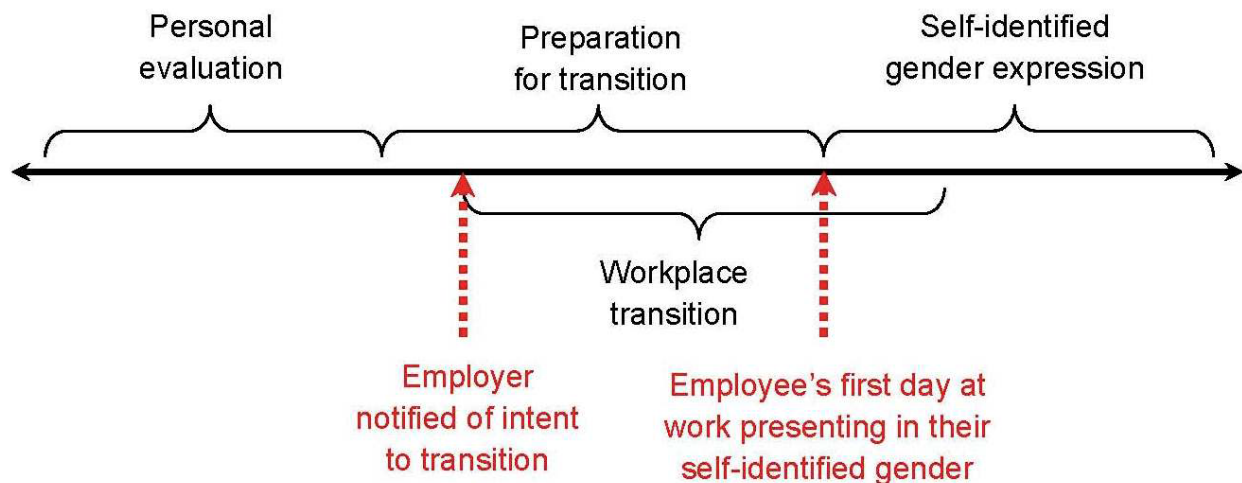 Personal
evaluation
Preparation
for transition
Self-identified
gender expression
Workplace
transition
Employer
notified of intent
to transition
Employee’s first day at
work presenting in their
self-identified gender